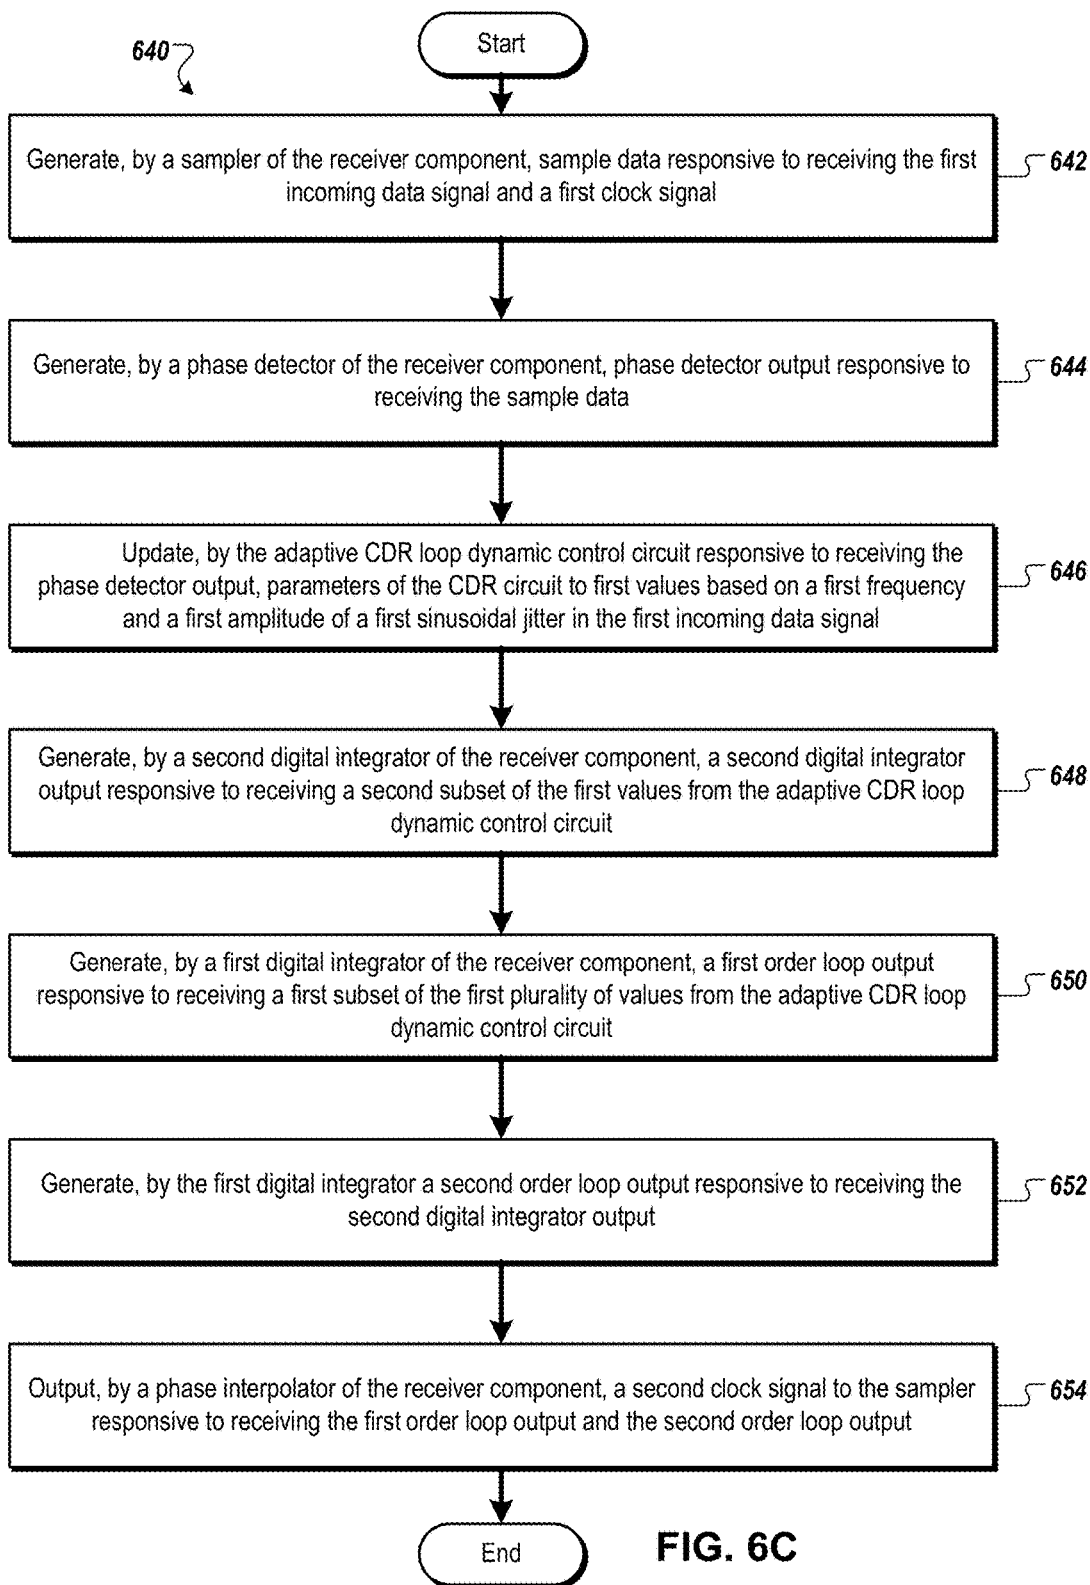 Start
640
Generate, by a sampler of the receiver component, sample data responsive to receiving the first
incoming data signal and a first clock signal
642
Generate, by a phase detector of the receiver component, phase detector output responsive to
receiving the sample data
644
Update, by the adaptive CDR loop dynamic control circuit responsive to receiving the
phase detector output, parameters of the CDR circuit to first values based on a first frequency
and a first amplitude of a first sinusoidal jitter in the first incoming data signal
646
Generate, by a second digital integrator of the receiver component, a second digital integrator
output responsive to receiving a second subset of the first values from the adaptive CDR loop
dynamic control circuit
648
Generate, by a first digital integrator of the receiver component, a first order loop output
responsive to receiving a first subset of the first plurality of values from the adaptive CDR loop
dynamic control circuit
650
Generate, by the first digital integrator a second order loop output responsive to receiving the
second digital integrator output
652
Output, by a phase interpolator of the receiver component, a second clock signal to the sampler
responsive to receiving the first order loop output and the second order loop output
654
End
FIG. 6C